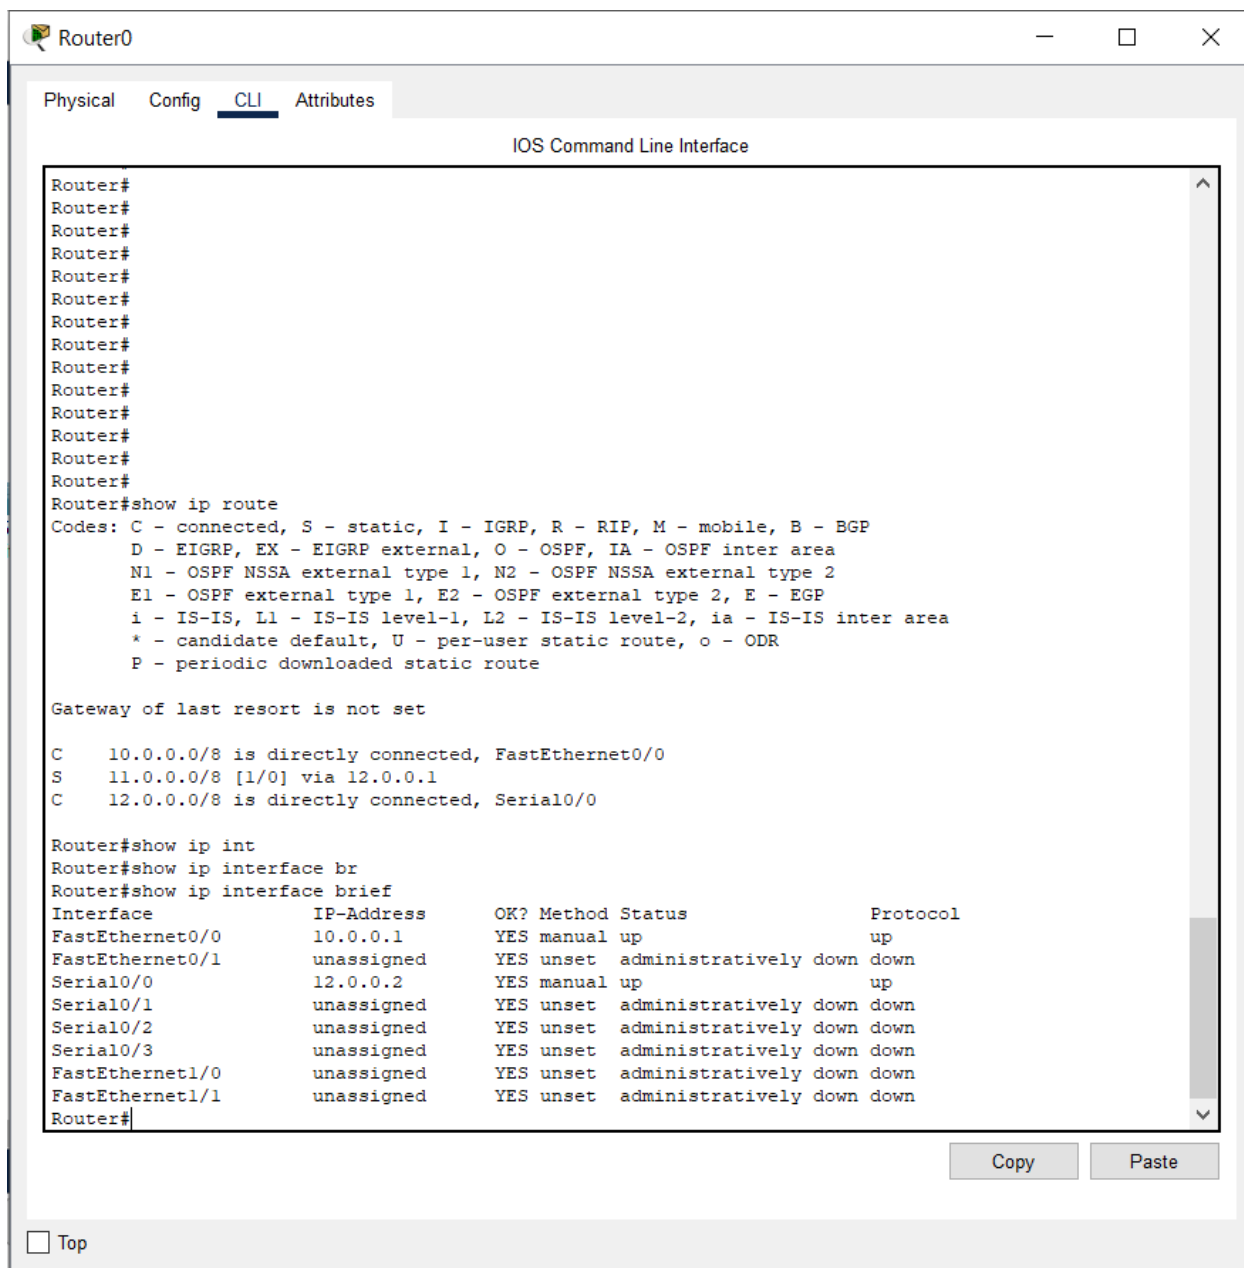 Router0
Physical Config CLI Attributes
IOS Command Line Interface
Router#
Router#
Router#
Router#
Router#
Router#
Router#
Router#
Router#
Router#
Router#
Router#
Router#
Router#
Router#show ip route
Codes: C - connected, S - static, I - IGRP, R - RIP, M - mobile, B - BGP
       D - EIGRP, EX - EIGRP external, O - OSPF, IA - OSPF inter area
       N1 - OSPF NSSA external type 1, N2 - OSPF NSSA external type 2
       E1 - OSPF external type 1, E2 - OSPF external type 2, E - EGP
       i - IS-IS, L1 - IS-IS level-1, L2 - IS-IS level-2, ia - IS-IS inter area
       * - candidate default, U - per-user static route, o - ODR
       P - periodic downloaded static route
Gateway of last resort is not set
C    10.0.0.0/8 is directly connected, FastEthernet0/0
S    11.0.0.0/8 [1/0] via 12.0.0.1
C    12.0.0.0/8 is directly connected, Serial0/0
Router#show ip int
Router#show ip interface br
Router#show ip interface brief
Interface              IP-Address      OK? Method Status                Protocol
FastEthernet0/0        10.0.0.1        YES manual up                    up
FastEthernet0/1        unassigned      YES unset  administratively down down
Serial0/0              12.0.0.2        YES manual up                    up
Serial0/1              unassigned      YES unset  administratively down down
Serial0/2              unassigned      YES unset  administratively down down
Serial0/3              unassigned      YES unset  administratively down down
FastEthernet1/0        unassigned      YES unset  administratively down down
FastEthernet1/1        unassigned      YES unset  administratively down down
Router#
Copy Paste
Top